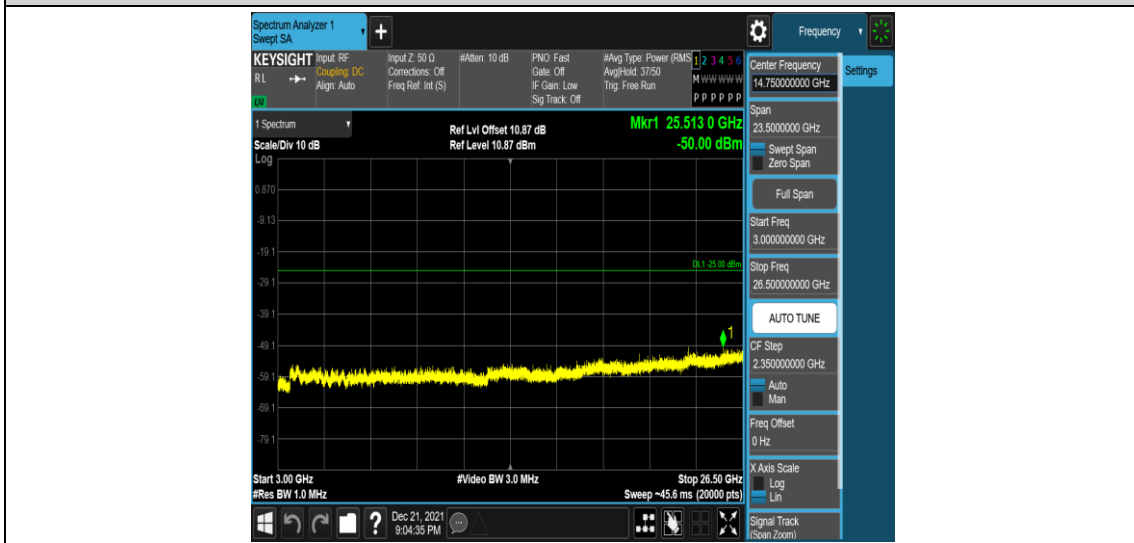 Spectrum Analyzer 1
Swept SA
+
Frequency
KEYSIGHT Input: RF Input Z: 50 Ω #Atten: 10 dB PNO: Fast #Avg Type: Power (RMS 1 2 3 4 5 6
RL Coupling: DC Corrections: Off Gate: Off Avg|Hold: 37/50 M W W W W W
Align: Auto Freq Ref: Int (S) IF Gain: Low Trig: Free Run
Sig Track: Off P P P P P P
LXI
1 Spectrum
Scale/Div 10 dB
Ref Lvl Offset 10.87 dB
Ref Level 10.87 dBm
Mkr1 25.513 0 GHz
-50.00 dBm
Log
0.870
-9.13
-19.1
DL1 -25.00 dBm
-29.1
-39.1
1
-49.1
-59.1
-69.1
-79.1
Start 3.00 GHz #Video BW 3.0 MHz Stop 26.50 GHz
#Res BW 1.0 MHz Sweep ~45.6 ms (20000 pts)
Center Frequency
14.750000000 GHz
Settings
Span
23.5000000 GHz
Swept Span
Zero Span
Full Span
Start Freq
3.000000000 GHz
Stop Freq
26.500000000 GHz
AUTO TUNE
CF Step
2.350000000 GHz
Auto
Man
Freq Offset
0 Hz
X Axis Scale
Log
Lin
Signal Track
(Span Zoom)
?
Dec 21, 2021
9:04:35 PM